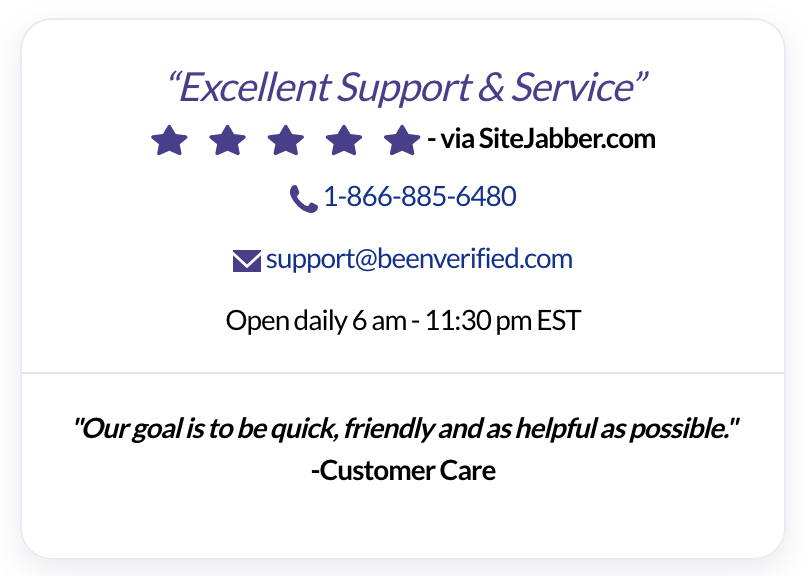 “Excellent Support & Service”
- via SiteJabber.com
1-866-885-6480
support@beenverified.com
Open daily 6 am - 11:30 pm EST
"Our goal is to be quick, friendly and as helpful as possible."
-Customer Care